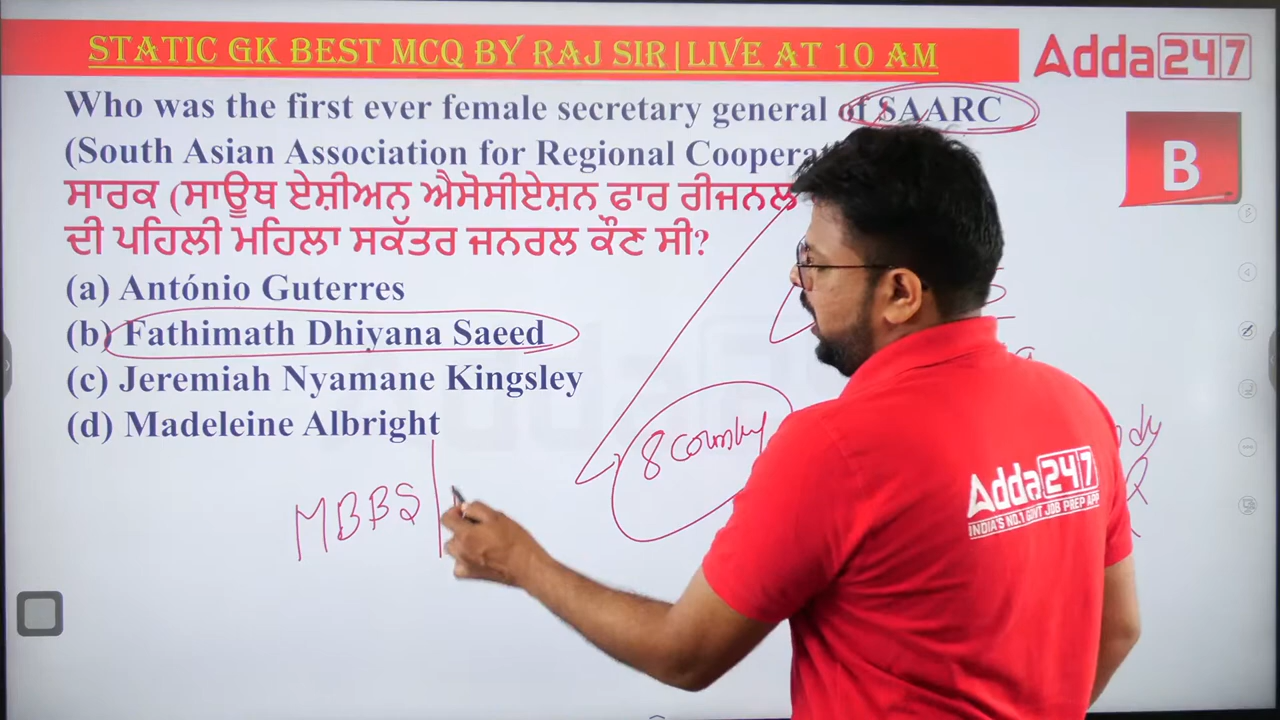 STATIC GK BEST MCQ BY RAJ SIR|LIVE AT 10 AM
Adda247
Who was the first ever female secretary general of SAARC
(South Asian Association for Regional Cooperat
B
ਸਾਰਕ (ਸਾਊਥ ਏਸ਼ੀਅਨ ਐਸੋਸੀਏਸ਼ਨ ਫਾਰ ਰੀਜਨਲ
ਦੀ ਪਹਿਲੀ ਮਹਿਲਾ ਸਕੱਤਰ ਜਨਰਲ ਕੌਣ ਸੀ?
(a) António Guterres
(b) Fathimath Dhiyana Saeed
(c) Jeremiah Nyamane Kingsley
(d) Madeleine Albright
8 country
MBBS
Adda247
INDIA'S NO.1 GOVT JOB PREP APP